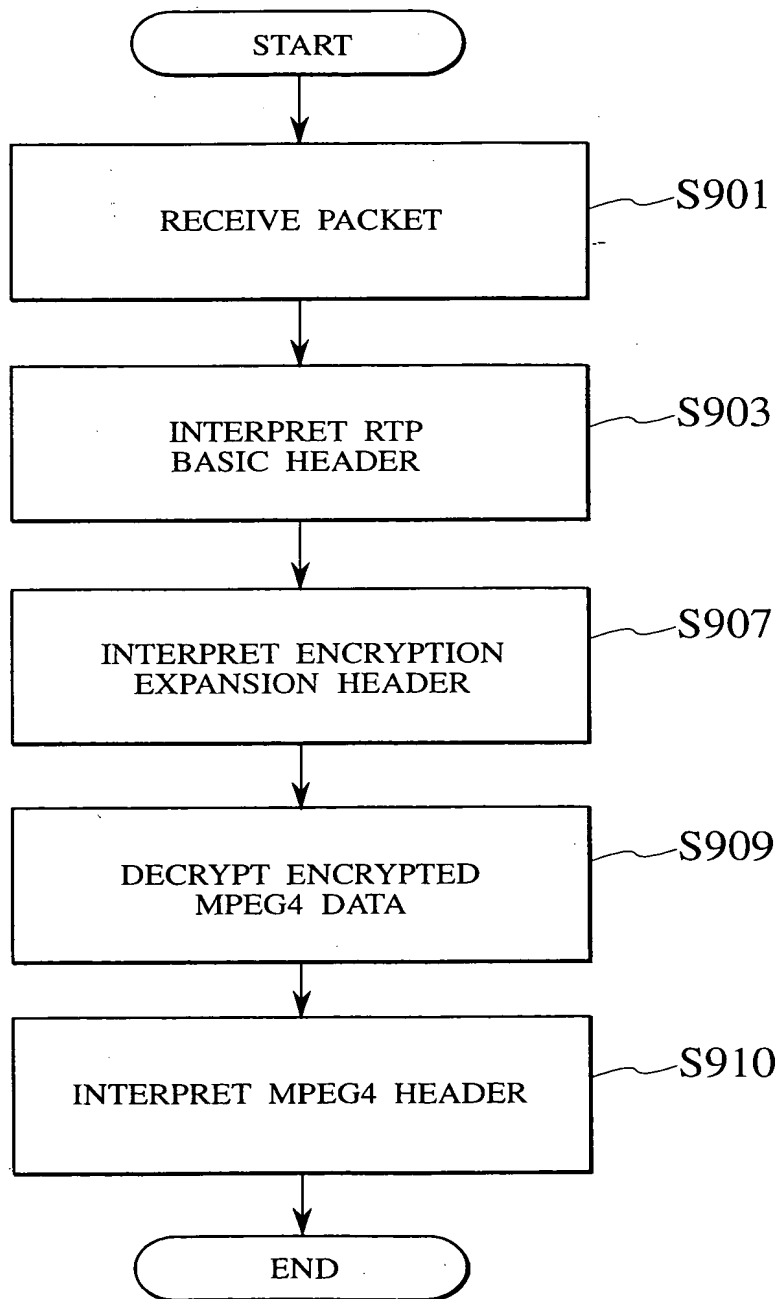 START
RECEIVE PACKET
S901
INTERPRET RTP
BASIC HEADER
S903
INTERPRET ENCRYPTION
EXPANSION HEADER
S907
DECRYPT ENCRYPTED
MPEG4 DATA
S909
INTERPRET MPEG4 HEADER
S910
END